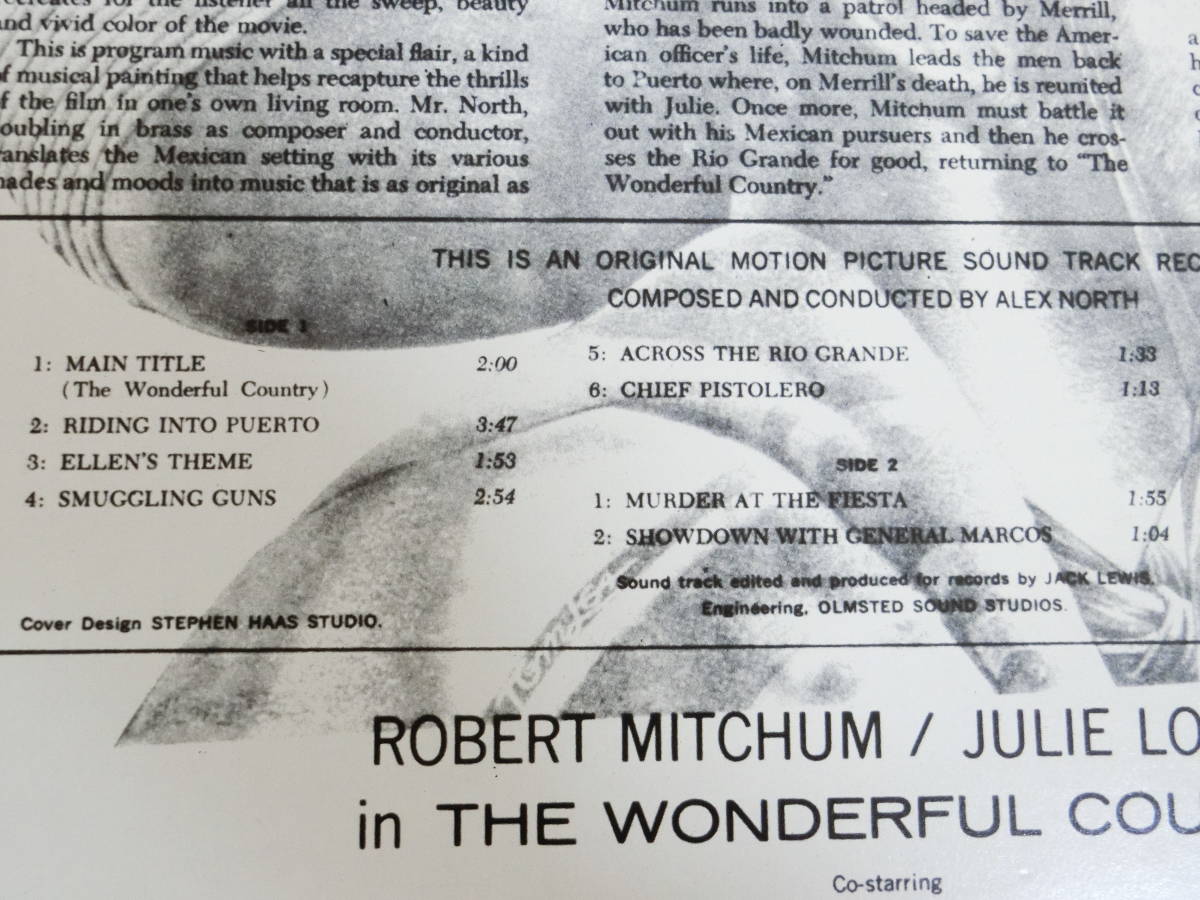 the sweep, beauty
and vivid color of the movie.
This is program music with a special flair, a kind
of musical painting that helps recapture the thrills
of the film in one's own living room. Mr. North,
oubling in brass as composer and conductor,
ranslates the Mexican setting with its various
hades and moods into music that is as original as
Mitchum runs into a patrol headed by Merrill,
who has been badly wounded. To save the Amer-
ican officer's life, Mitchum leads the men back
to Puerto where, on Merrill's death, he is reunited
with Julie. Once more, Mitchum must battle it
out with his Mexican pursuers and then he cros-
ses the Rio Grande for good, returning to "The
Wonderful Country."
THIS IS AN ORIGINAL MOTION PICTURE SOUND TRACK REC
COMPOSED AND CONDUCTED BY ALEX NORTH
SIDE 1
1: MAIN TITLE 2:00
(The Wonderful Country)
2: RIDING INTO PUERTO 3:47
3: ELLEN'S THEME 1:53
4: SMUGGLING GUNS 2:54
5: ACROSS THE RIO GRANDE 1:33
6: CHIEF PISTOLERO 1:13
SIDE 2
1: MURDER AT THE FIESTA 1:55
2: SHOWDOWN WITH GENERAL MARCOS 1:04
Sound track edited and produced for records by JACK LEWIS.
Engineering, OLMSTED SOUND STUDIOS.
Cover Design STEPHEN HAAS STUDIO.
ROBERT MITCHUM / JULIE LO
in THE WONDERFUL COU
Co-starring